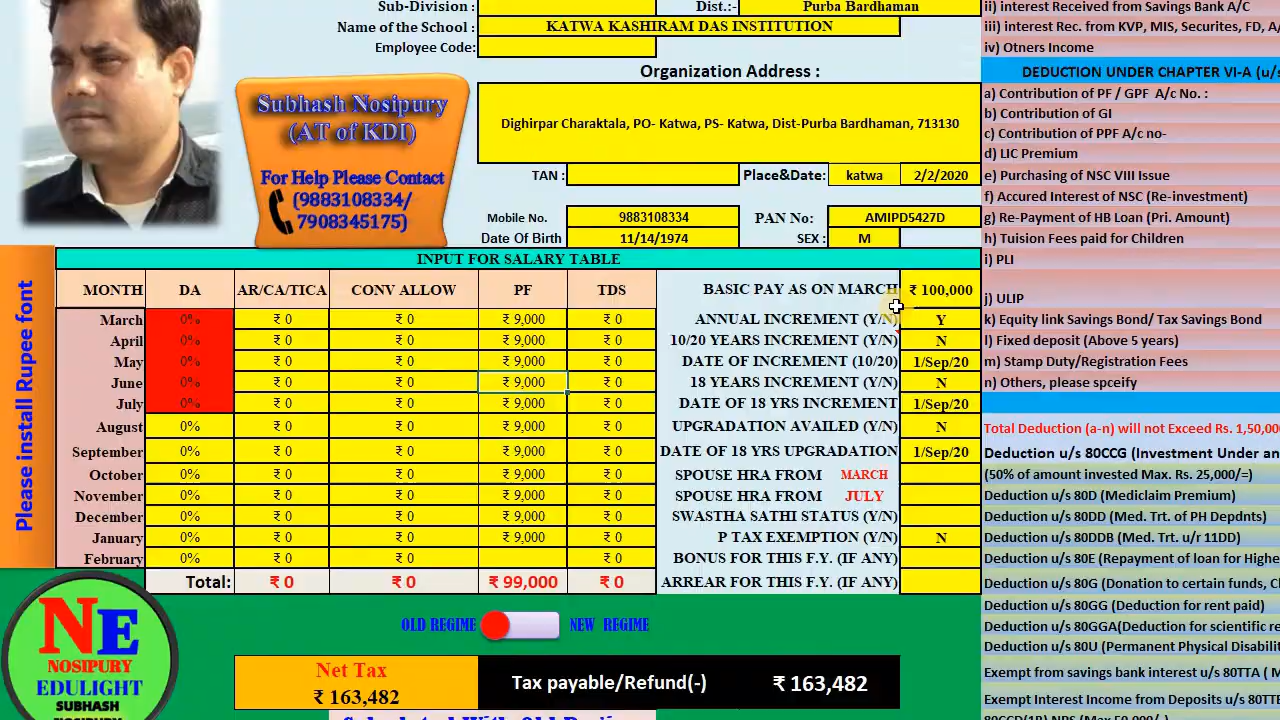 Sub-Division :
Dist.:- Purba Bardhaman
Name of the School : KATWA KASHIRAM DAS INSTITUTION
Employee Code:
Organization Address :
Dighirpar Charaktala, PO- Katwa, PS- Katwa, Dist-Purba Bardhaman, 713130
TAN :
Place&Date: katwa 2/2/2020
Mobile No. 9883108334 PAN No: AMIPD5427D
Date Of Birth 11/14/1974 SEX : M
Subhash Nosipury
(AT of KDI)
For Help Please Contact
(9883108334/
7908345175)
Please install Rupee font
INPUT FOR SALARY TABLE
MONTH DA AR/CA/TICA CONV ALLOW PF TDS
March 0% ₹ 0 ₹ 0 ₹ 9,000 ₹ 0
April 0% ₹ 0 ₹ 0 ₹ 9,000 ₹ 0
May 0% ₹ 0 ₹ 0 ₹ 9,000 ₹ 0
June 0% ₹ 0 ₹ 0 ₹ 9,000 ₹ 0
July 0% ₹ 0 ₹ 0 ₹ 9,000 ₹ 0
August 0% ₹ 0 ₹ 0 ₹ 9,000 ₹ 0
September 0% ₹ 0 ₹ 0 ₹ 9,000 ₹ 0
October 0% ₹ 0 ₹ 0 ₹ 9,000 ₹ 0
November 0% ₹ 0 ₹ 0 ₹ 9,000 ₹ 0
December 0% ₹ 0 ₹ 0 ₹ 9,000 ₹ 0
January 0% ₹ 0 ₹ 0 ₹ 9,000 ₹ 0
February 0% ₹ 0 ₹ 0 ₹ 0
Total: ₹ 0 ₹ 0 ₹ 99,000 ₹ 0
BASIC PAY AS ON MARCH ₹ 100,000
ANNUAL INCREMENT (Y/N) Y
10/20 YEARS INCREMENT (Y/N) N
DATE OF INCREMENT (10/20) 1/Sep/20
18 YEARS INCREMENT (Y/N) N
DATE OF 18 YRS INCREMENT 1/Sep/20
UPGRADATION AVAILED (Y/N) N
DATE OF 18 YRS UPGRADATION 1/Sep/20
SPOUSE HRA FROM MARCH
SPOUSE HRA FROM JULY
SWASTHA SATHI STATUS (Y/N)
P TAX EXEMPTION (Y/N) N
BONUS FOR THIS F.Y. (IF ANY)
ARREAR FOR THIS F.Y. (IF ANY)
OLD REGIME NEW REGIME
Net Tax
₹ 163,482
Tax payable/Refund(-) ₹ 163,482
NE
NOSIPURY
EDULIGHT
SUBHASH
ii) interest Received from Savings Bank A/C
iii) interest Rec. from KVP, MIS, Securites, FD, A/
iv) Otners Income
DEDUCTION UNDER CHAPTER VI-A (u/s
a) Contribution of PF / GPF A/c No. :
b) Contribution of GI
c) Contribution of PPF A/c no-
d) LIC Premium
e) Purchasing of NSC VIII Issue
f) Accured Interest of NSC (Re-investment)
g) Re-Payment of HB Loan (Pri. Amount)
h) Tuision Fees paid for Children
i) PLI
j) ULIP
k) Equity link Savings Bond/ Tax Savings Bond
l) Fixed deposit (Above 5 years)
m) Stamp Duty/Registration Fees
n) Others, please spceify
Total Deduction (a-n) will not Exceed Rs. 1,50,000
Deduction u/s 80CCG (Investment Under an
(50% of amount invested Max. Rs. 25,000/=)
Deduction u/s 80D (Mediclaim Premium)
Deduction u/s 80DD (Med. Trt. of PH Depdnts)
Deduction u/s 80DDB (Med. Trt. u/r 11DD)
Deduction u/s 80E (Repayment of loan for Highe
Deduction u/s 80G (Donation to certain funds, C
Deduction u/s 80GG (Deduction for rent paid)
Deduction u/s 80GGA(Deduction for scientific re
Deduction u/s 80U (Permanent Physical Disabilit
Exempt from savings bank interest u/s 80TTA ( M
Exempt Interest Income from Deposits u/s 80TTB